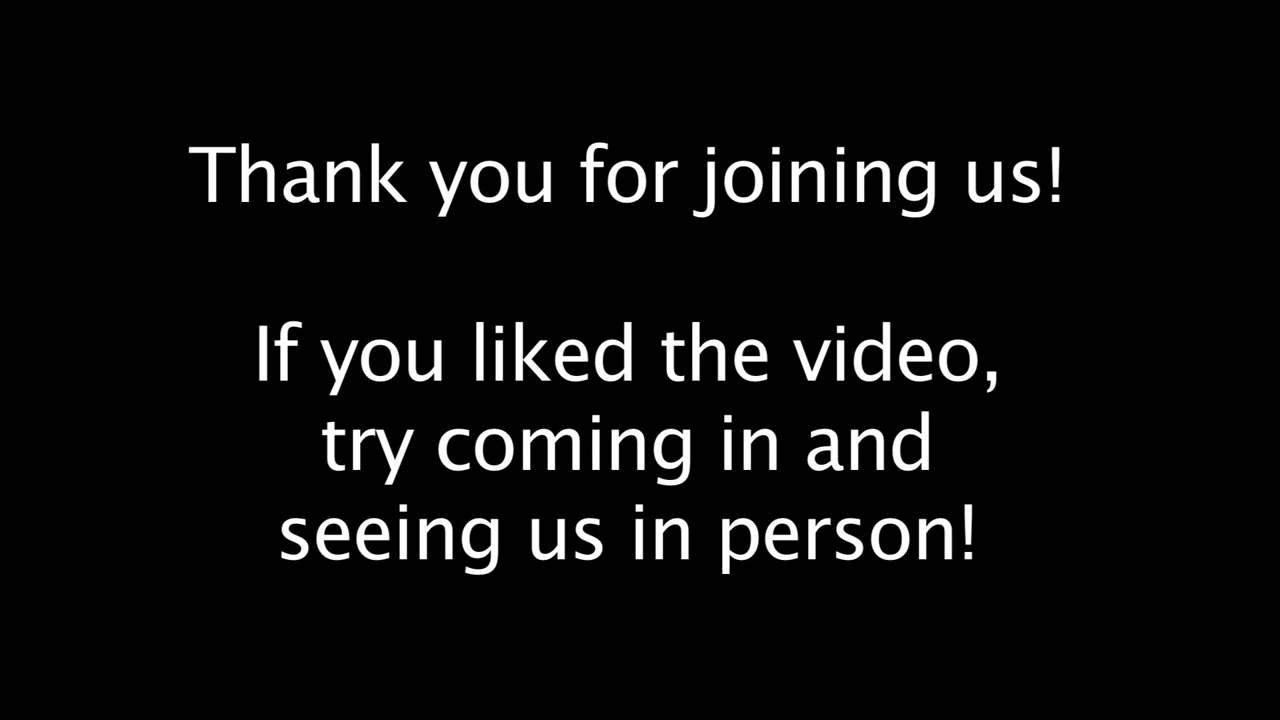 Thank you for joining us!
If you liked the video,
try coming in and
seeing us in person!